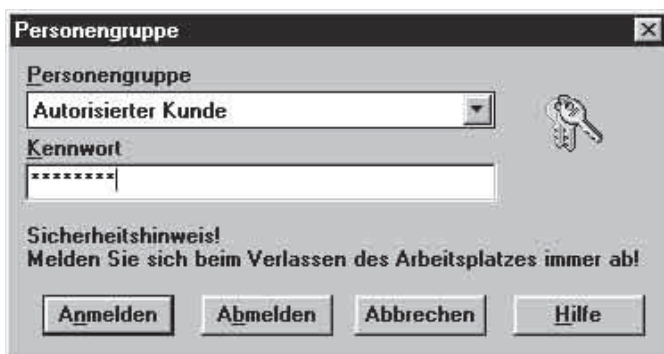 Personengruppe
Personengruppe
Autorisierter Kunde
Kennwort
********
Sicherheitshinweis!
Melden Sie sich beim Verlassen des Arbeitsplatzes immer ab!
Anmelden Abmelden Abbrechen Hilfe